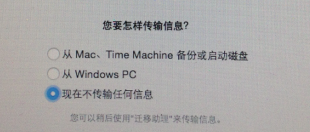 您要怎样传输信息?
从 Mac、Time Machine 备份或启动磁盘
从 Windows PC
现在不传输任何信息
您可以稍后使用“迁移助理”来传输信息。